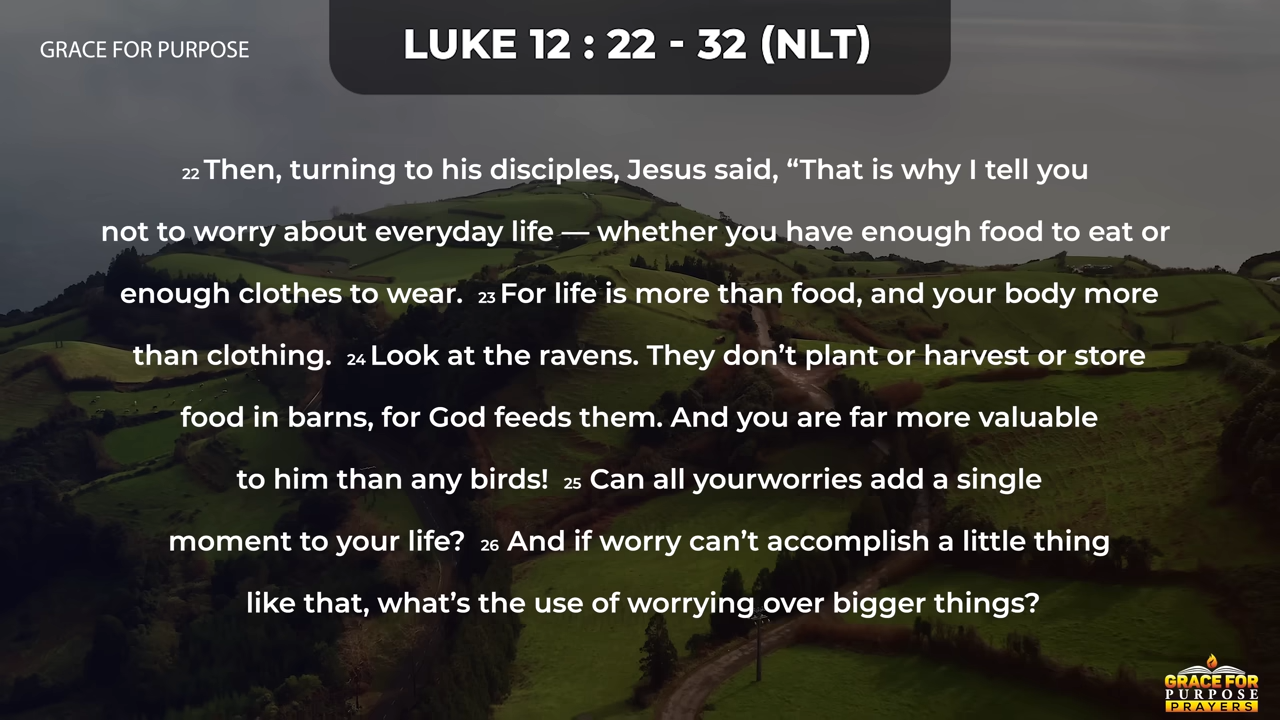 GRACE FOR PURPOSE
LUKE 12 : 22 - 32 (NLT)
22 Then, turning to his disciples, Jesus said, “That is why I tell you
not to worry about everyday life — whether you have enough food to eat or
enough clothes to wear. 23 For life is more than food, and your body more
than clothing. 24 Look at the ravens. They don’t plant or harvest or store
food in barns, for God feeds them. And you are far more valuable
to him than any birds! 25 Can all yourworries add a single
moment to your life? 26 And if worry can’t accomplish a little thing
like that, what’s the use of worrying over bigger things?
GRACE FOR
PURPOSE
PRAYERS